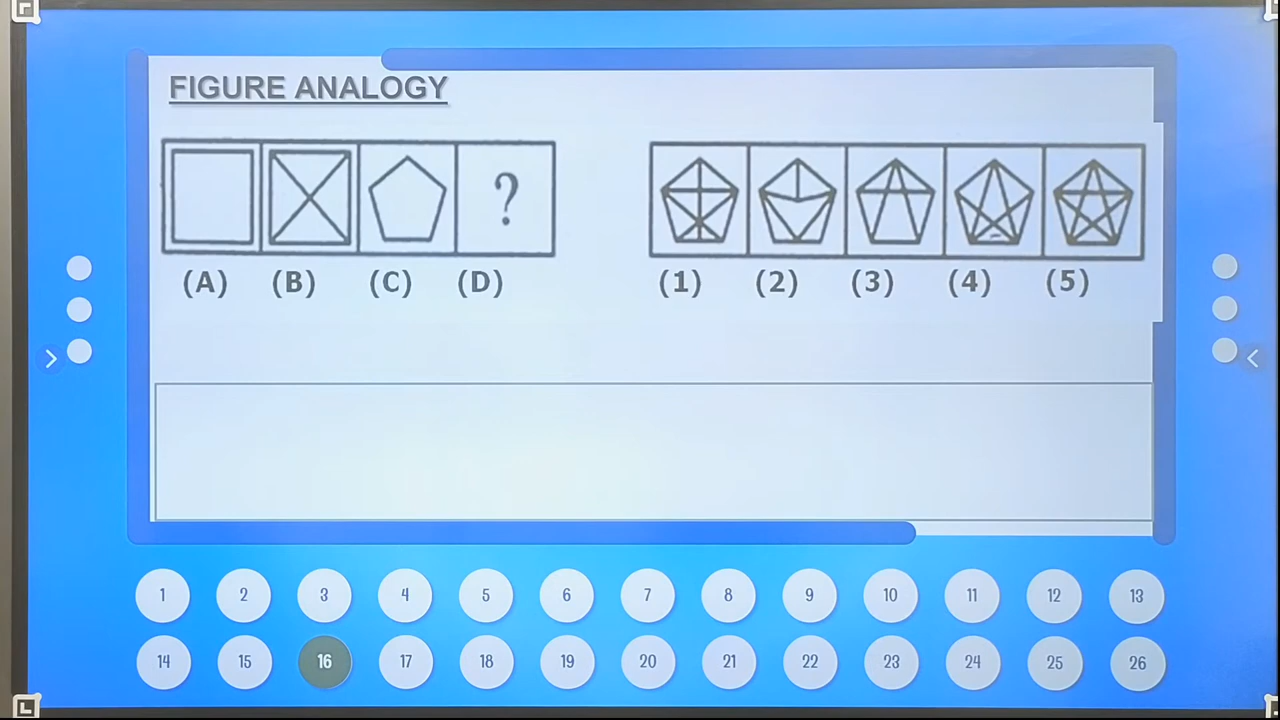 FIGURE ANALOGY
?
(A) (B) (C) (D) (1) (2) (3) (4) (5)
1 2 3 4 5 6 7 8 9 10 11 12 13
14 15 16 17 18 19 20 21 22 23 24 25 26